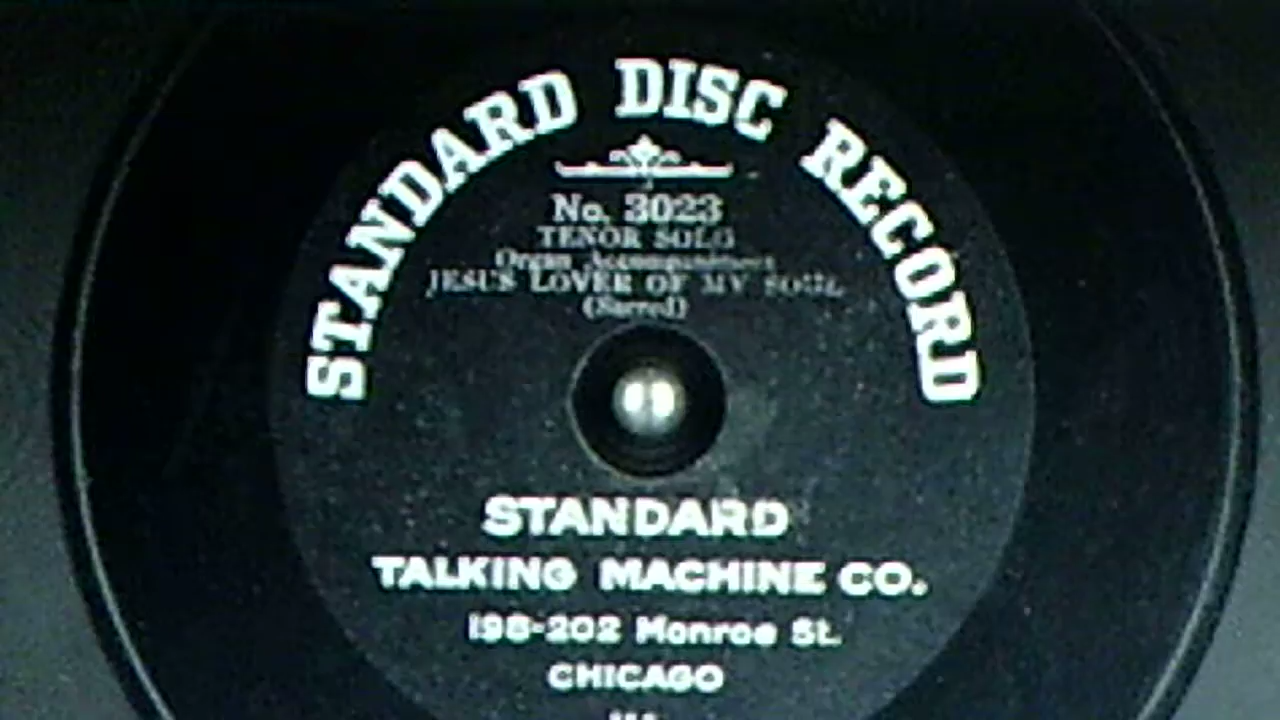 STANDARD DISC RECORD
No. 3023
TENOR SOLO
Organ Accompaniment
JESUS LOVER OF MY SOUL
(Sacred)
STANDARD
TALKING MACHINE CO.
198-202 Monroe St.
CHICAGO